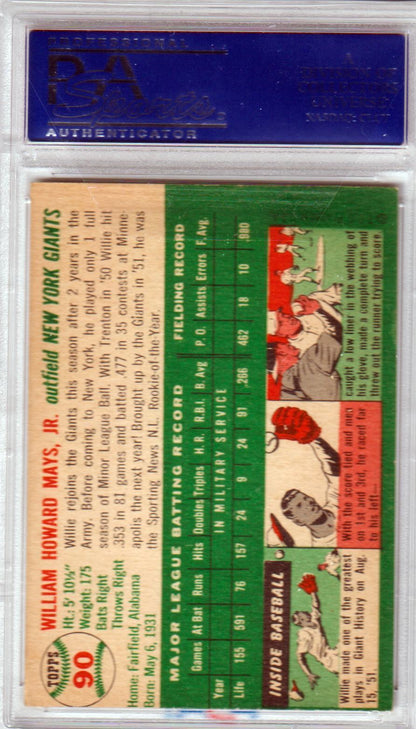 PROFESSIONAL
PSA
Sports
AUTHENTICATOR
A
DIVISION OF
COLLECTORS
UNIVERSE
NASDAQ: CLCT
TOPPS
90
WILLIAM HOWARD MAYS, JR. outfield NEW YORK GIANTS
Ht.: 5' 10½"
Weight: 175
Bats Right
Throws Right
Home: Fairfield, Alabama
Born: May 6, 1931
Willie rejoins the Giants this season after 2 years in the
Army. Before coming to New York, he played only 1 full
season of Minor League Ball. With Trenton in '50 Willie hit
.353 in 81 games and batted .477 in 35 contests at Minne-
apolis the next year! Brought up by the Giants in '51, he was
the Sporting News N.L. Rookie-of-the-Year.
MAJOR LEAGUE BATTING RECORD FIELDING RECORD
Games At Bat Runs Hits Doubles Triples H.R. R.B.I. B. Avg P.O. Assists Errors F. Avg.
Year IN MILITARY SERVICE
Life 155 591 76 157 24 9 24 91 .266 462 18 10 .980
INSIDE BASEBALL
Willie made one of the greatest
plays in Giant History on Aug.
15, '51.
With the score tied and men
on 1st and 3rd, he raced far
to his left—
caught a low liner in the webbing of
his glove, made a complete turn and
threw out the runner trying to score.